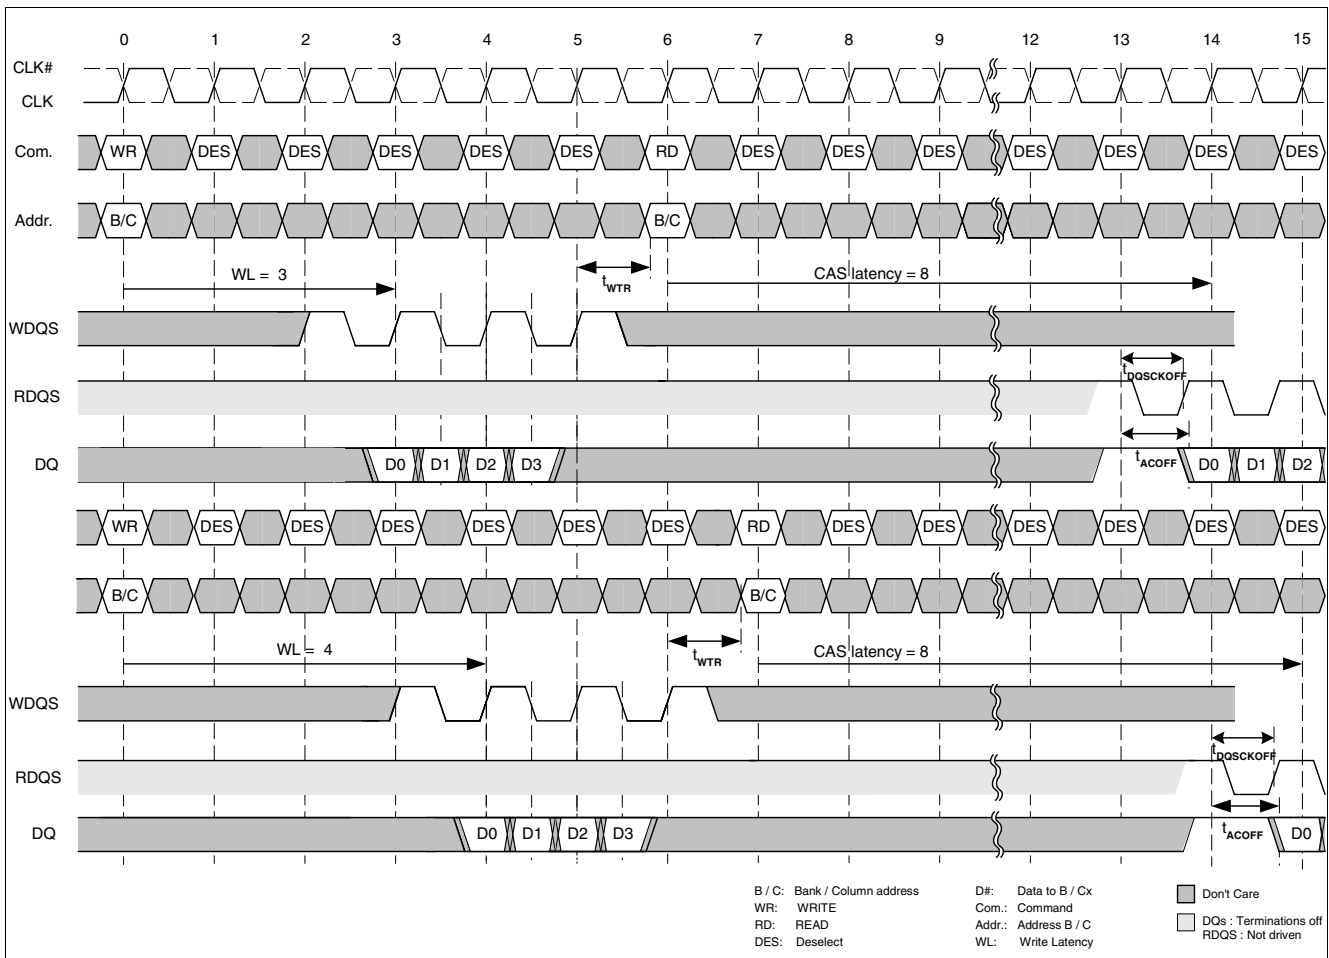 0 1 2 3 4 5 6 7 8 9 12 13 14 15
CLK#
CLK
Com. WR DES DES DES DES DES RD DES DES DES DES DES DES DES
Addr. B/C B/C
WL = 3 tWTR CAS latency = 8
WDQS
tDQSCKOFF
RDQS
tACOFF
DQ D0 D1 D2 D3 D0 D1 D2
WR DES DES DES DES DES DES RD DES DES DES DES DES DES
B/C B/C
WL = 4 tWTR CAS latency = 8
WDQS
tDQSCKOFF
RDQS
tACOFF
DQ D0 D1 D2 D3 D0
B / C: Bank / Column address D#: Data to B / Cx Don't Care
WR: WRITE Com.: Command
RD: READ Addr.: Address B / C DQs : Terminations off
DES: Deselect WL: Write Latency RDQS : Not driven